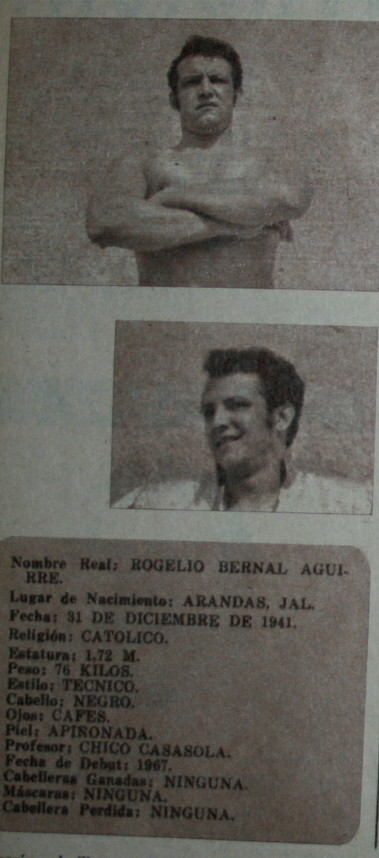 Nombre Real: ROGELIO BERNAL AGUI-
RRE.
Lugar de Nacimiento: ARANDAS, JAL.
Fecha: 31 DE DICIEMBRE DE 1941.
Religión: CATOLICO.
Estatura: 1.72 M.
Peso: 76 KILOS.
Estilo: TECNICO.
Cabello: NEGRO.
Ojos: CAFES.
Piel: APIÑONADA.
Profesor: CHICO CASASOLA.
Fecha de Debut: 1967.
Cabelleras Ganadas: NINGUNA.
Máscaras: NINGUNA.
Cabellera Perdida: NINGUNA.